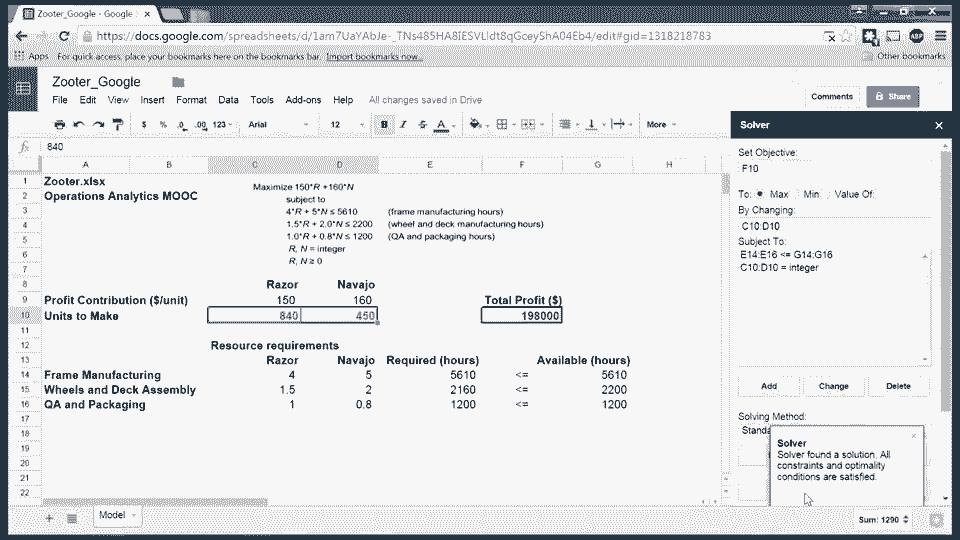 Zooter_Google - Google
https://docs.google.com/spreadsheets/d/1am7UaYAbJe-_TNs485HA8IESVLldt8qGceyShA04Eb4/edit#gid=1318218783
Apps For quick access, place your bookmarks here on the bookmarks bar. Import bookmarks now... Other bookmarks
Zooter_Google
File Edit View Insert Format Data Tools Add-ons Help All changes saved in Drive
Comments Share
$ % .0 .00 123 Arial 12 B I S A More
Solver
fx 840
A B C D E F G H
1 Zooter.xlsx
2 Operations Analytics MOOC
Maximize 150*R +160*N
subject to
3 4*R + 5*N ≤ 5610 (frame manufacturing hours)
4 1.5*R + 2.0*N ≤ 2200 (wheel and deck manufacturing hours)
5 1.0*R + 0.8*N ≤ 1200 (QA and packaging hours)
6 R, N = integer
7 R, N ≥ 0
8 Razor Navajo
9 Profit Contribution ($/unit) 150 160 Total Profit ($)
10 Units to Make 840 450 198000
11
12 Resource requirements
13 Razor Navajo Required (hours) Available (hours)
14 Frame Manufacturing 4 5 5610 <= 5610
15 Wheels and Deck Assembly 1.5 2 2160 <= 2200
16 QA and Packaging 1 0.8 1200 <= 1200
17
18
19
20
21
22
Set Objective:
F10
To: Max Min Value Of:
By Changing:
C10:D10
Subject To:
E14:E16 <= G14:G16
C10:D10 = integer
Add Change Delete
Solving Method:
Standa
Solver
Solver found a solution. All
constraints and optimality
conditions are satisfied.
Model
Sum: 1290